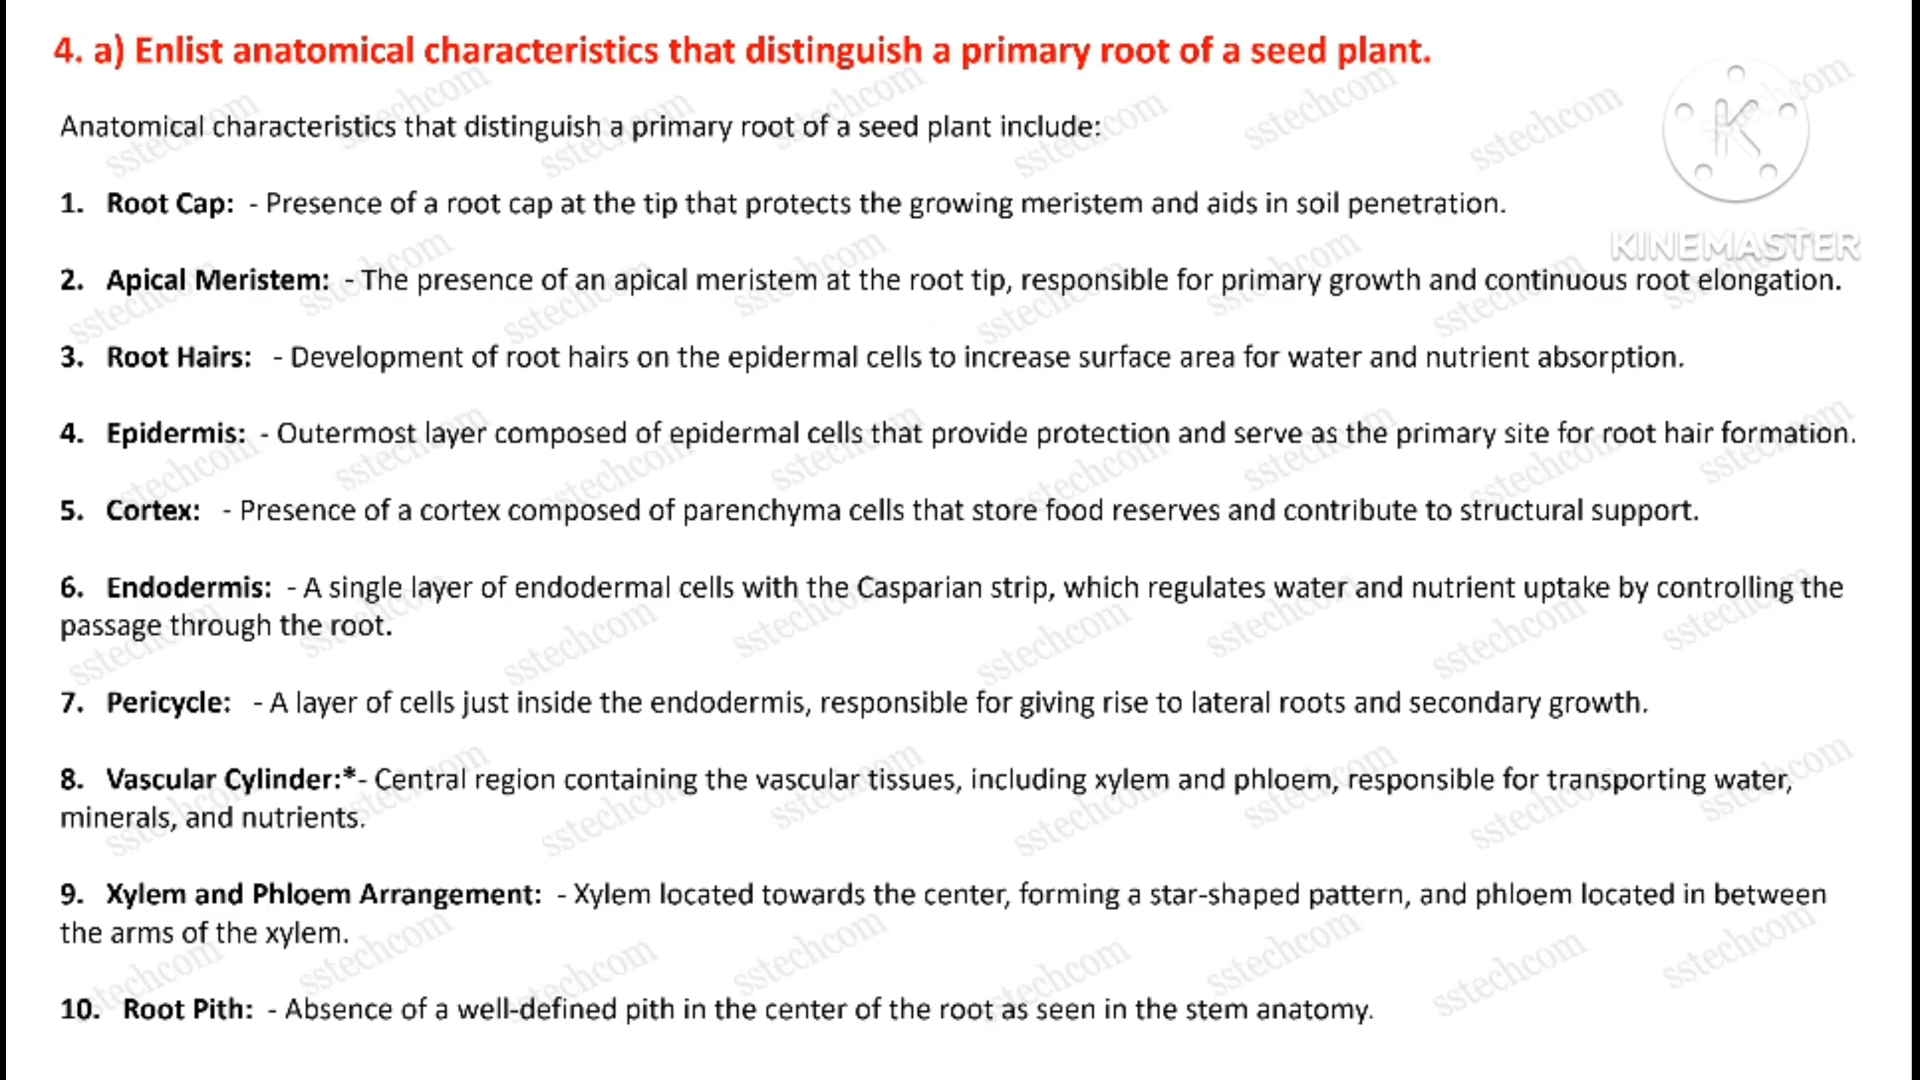 4. a) Enlist anatomical characteristics that distinguish a primary root of a seed plant.
Anatomical characteristics that distinguish a primary root of a seed plant include:
1. Root Cap: - Presence of a root cap at the tip that protects the growing meristem and aids in soil penetration.
KINEMASTER
2. Apical Meristem: - The presence of an apical meristem at the root tip, responsible for primary growth and continuous root elongation.
3. Root Hairs: - Development of root hairs on the epidermal cells to increase surface area for water and nutrient absorption.
4. Epidermis: - Outermost layer composed of epidermal cells that provide protection and serve as the primary site for root hair formation.
5. Cortex: - Presence of a cortex composed of parenchyma cells that store food reserves and contribute to structural support.
6. Endodermis: - A single layer of endodermal cells with the Casparian strip, which regulates water and nutrient uptake by controlling the
passage through the root.
7. Pericycle: - A layer of cells just inside the endodermis, responsible for giving rise to lateral roots and secondary growth.
8. Vascular Cylinder:*- Central region containing the vascular tissues, including xylem and phloem, responsible for transporting water,
minerals, and nutrients.
9. Xylem and Phloem Arrangement: - Xylem located towards the center, forming a star-shaped pattern, and phloem located in between
the arms of the xylem.
10. Root Pith: - Absence of a well-defined pith in the center of the root as seen in the stem anatomy.
sstechcom